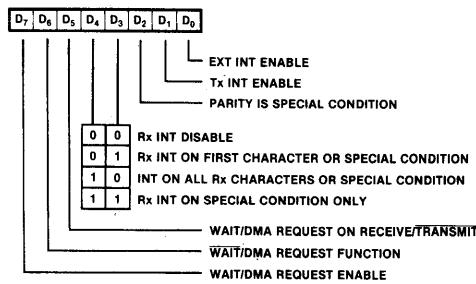 D7 D6 D5 D4 D3 D2 D1 D0
EXT INT ENABLE
Tx INT ENABLE
PARITY IS SPECIAL CONDITION
0 0 Rx INT DISABLE
0 1 Rx INT ON FIRST CHARACTER OR SPECIAL CONDITION
1 0 INT ON ALL Rx CHARACTERS OR SPECIAL CONDITION
1 1 Rx INT ON SPECIAL CONDITION ONLY
WAIT/DMA REQUEST ON RECEIVE/TRANSMIT
WAIT/DMA REQUEST FUNCTION
WAIT/DMA REQUEST ENABLE